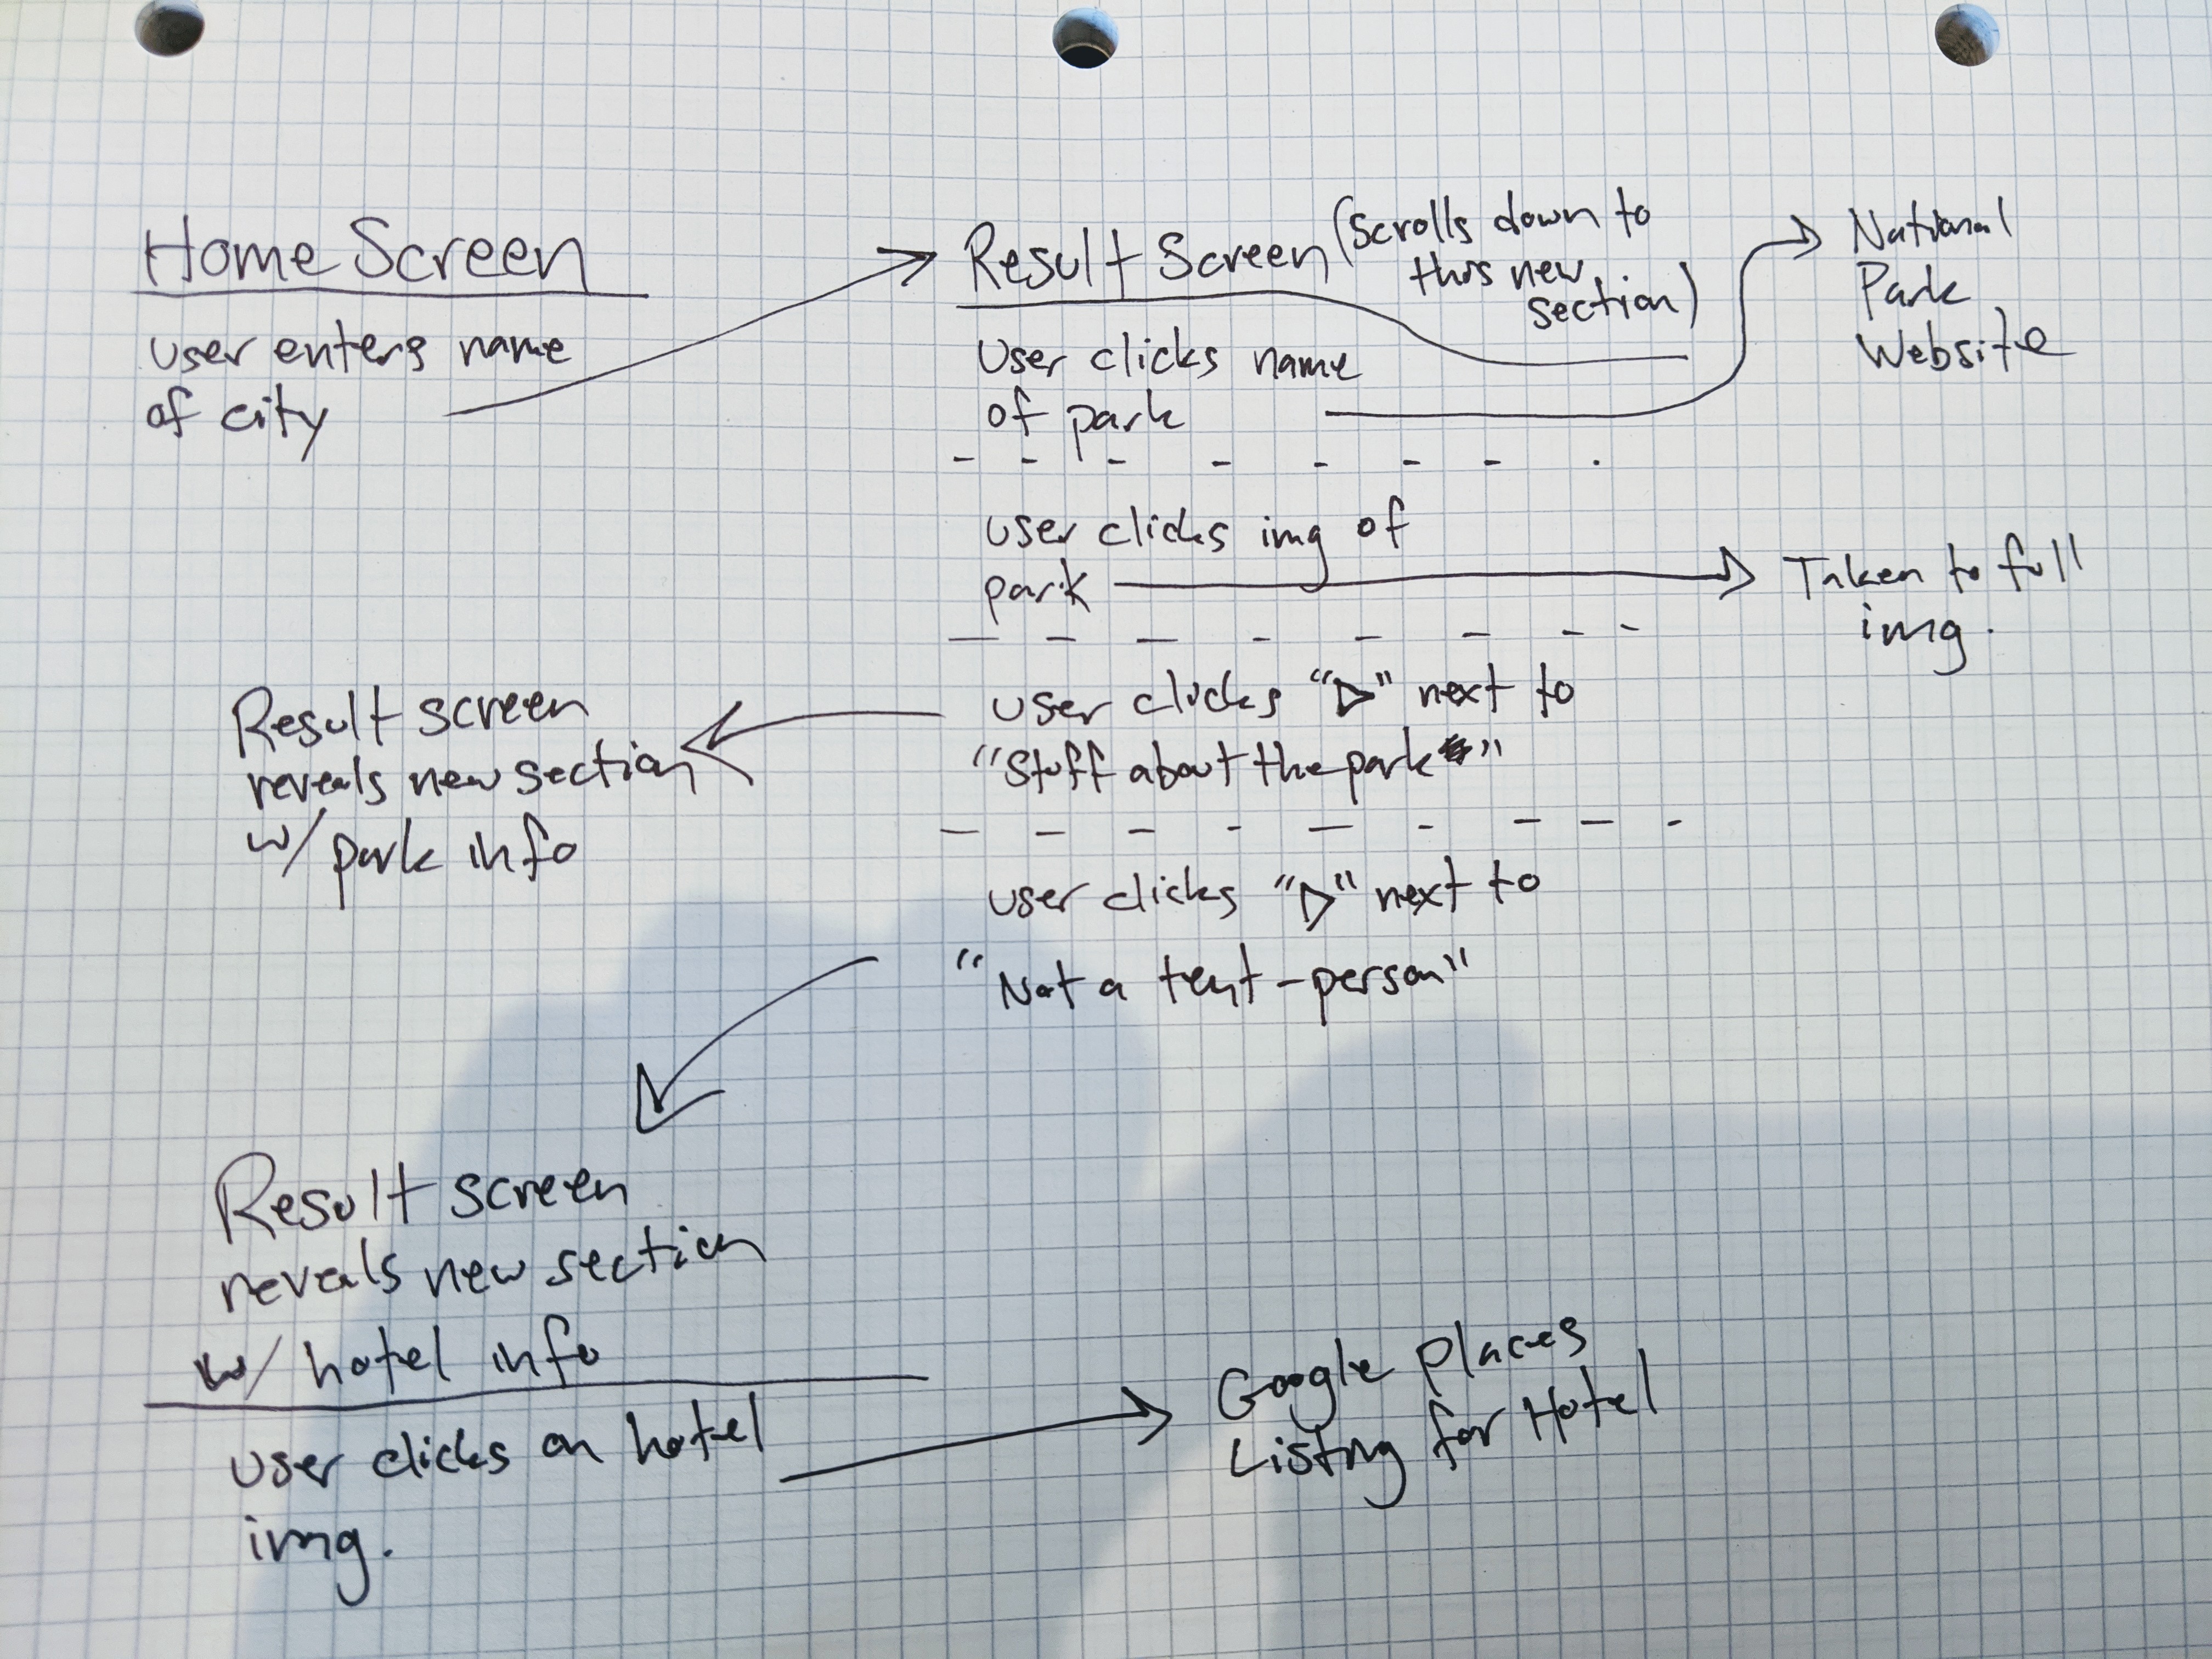 Home Screen
user enters name
of city
Result Screen (scrolls down to
this new
section)
User clicks name
of park
National
Park
Website
user clicks img of
park
Taken to full
img.
user clicks "▷" next to
"Stuff about the park"
Result screen
reveals new section
w/ park info
user clicks "▷" next to
"Not a tent-person"
Result screen
reveals new section
w/ hotel info
user clicks on hotel
img.
Google Places
Listing for Hotel